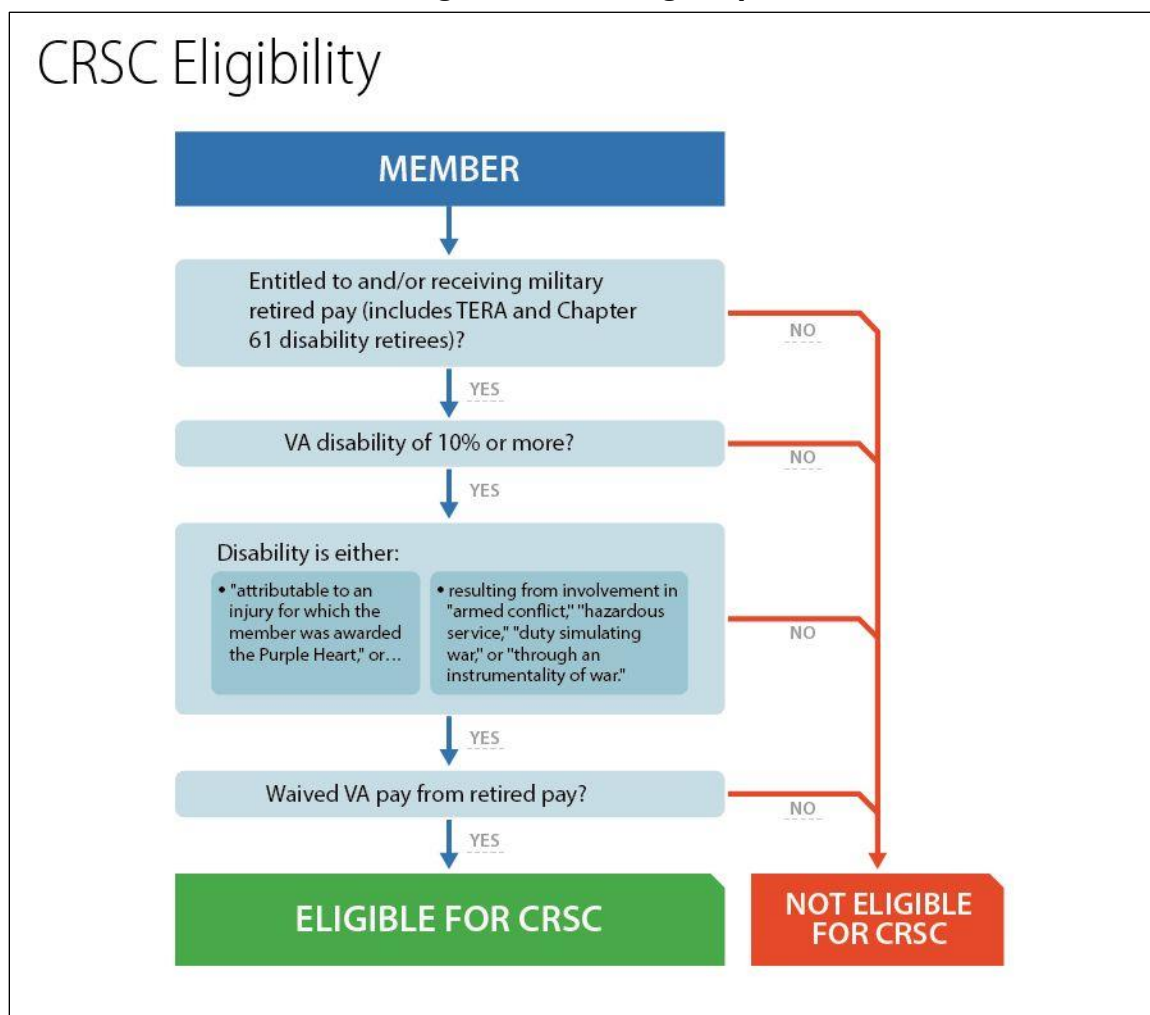 CRSC Eligibility
MEMBER
Entitled to and/or receiving military
retired pay (includes TERA and Chapter
61 disability retirees)?
NO
YES
VA disability of 10% or more?
NO
YES
Disability is either:
• "attributable to an
injury for which the
member was awarded
the Purple Heart," or…
• resulting from involvement in
"armed conflict," "hazardous
service," "duty simulating
war," or "through an
instrumentality of war."
NO
YES
Waived VA pay from retired pay?
NO
YES
ELIGIBLE FOR CRSC
NOT ELIGIBLE
FOR CRSC